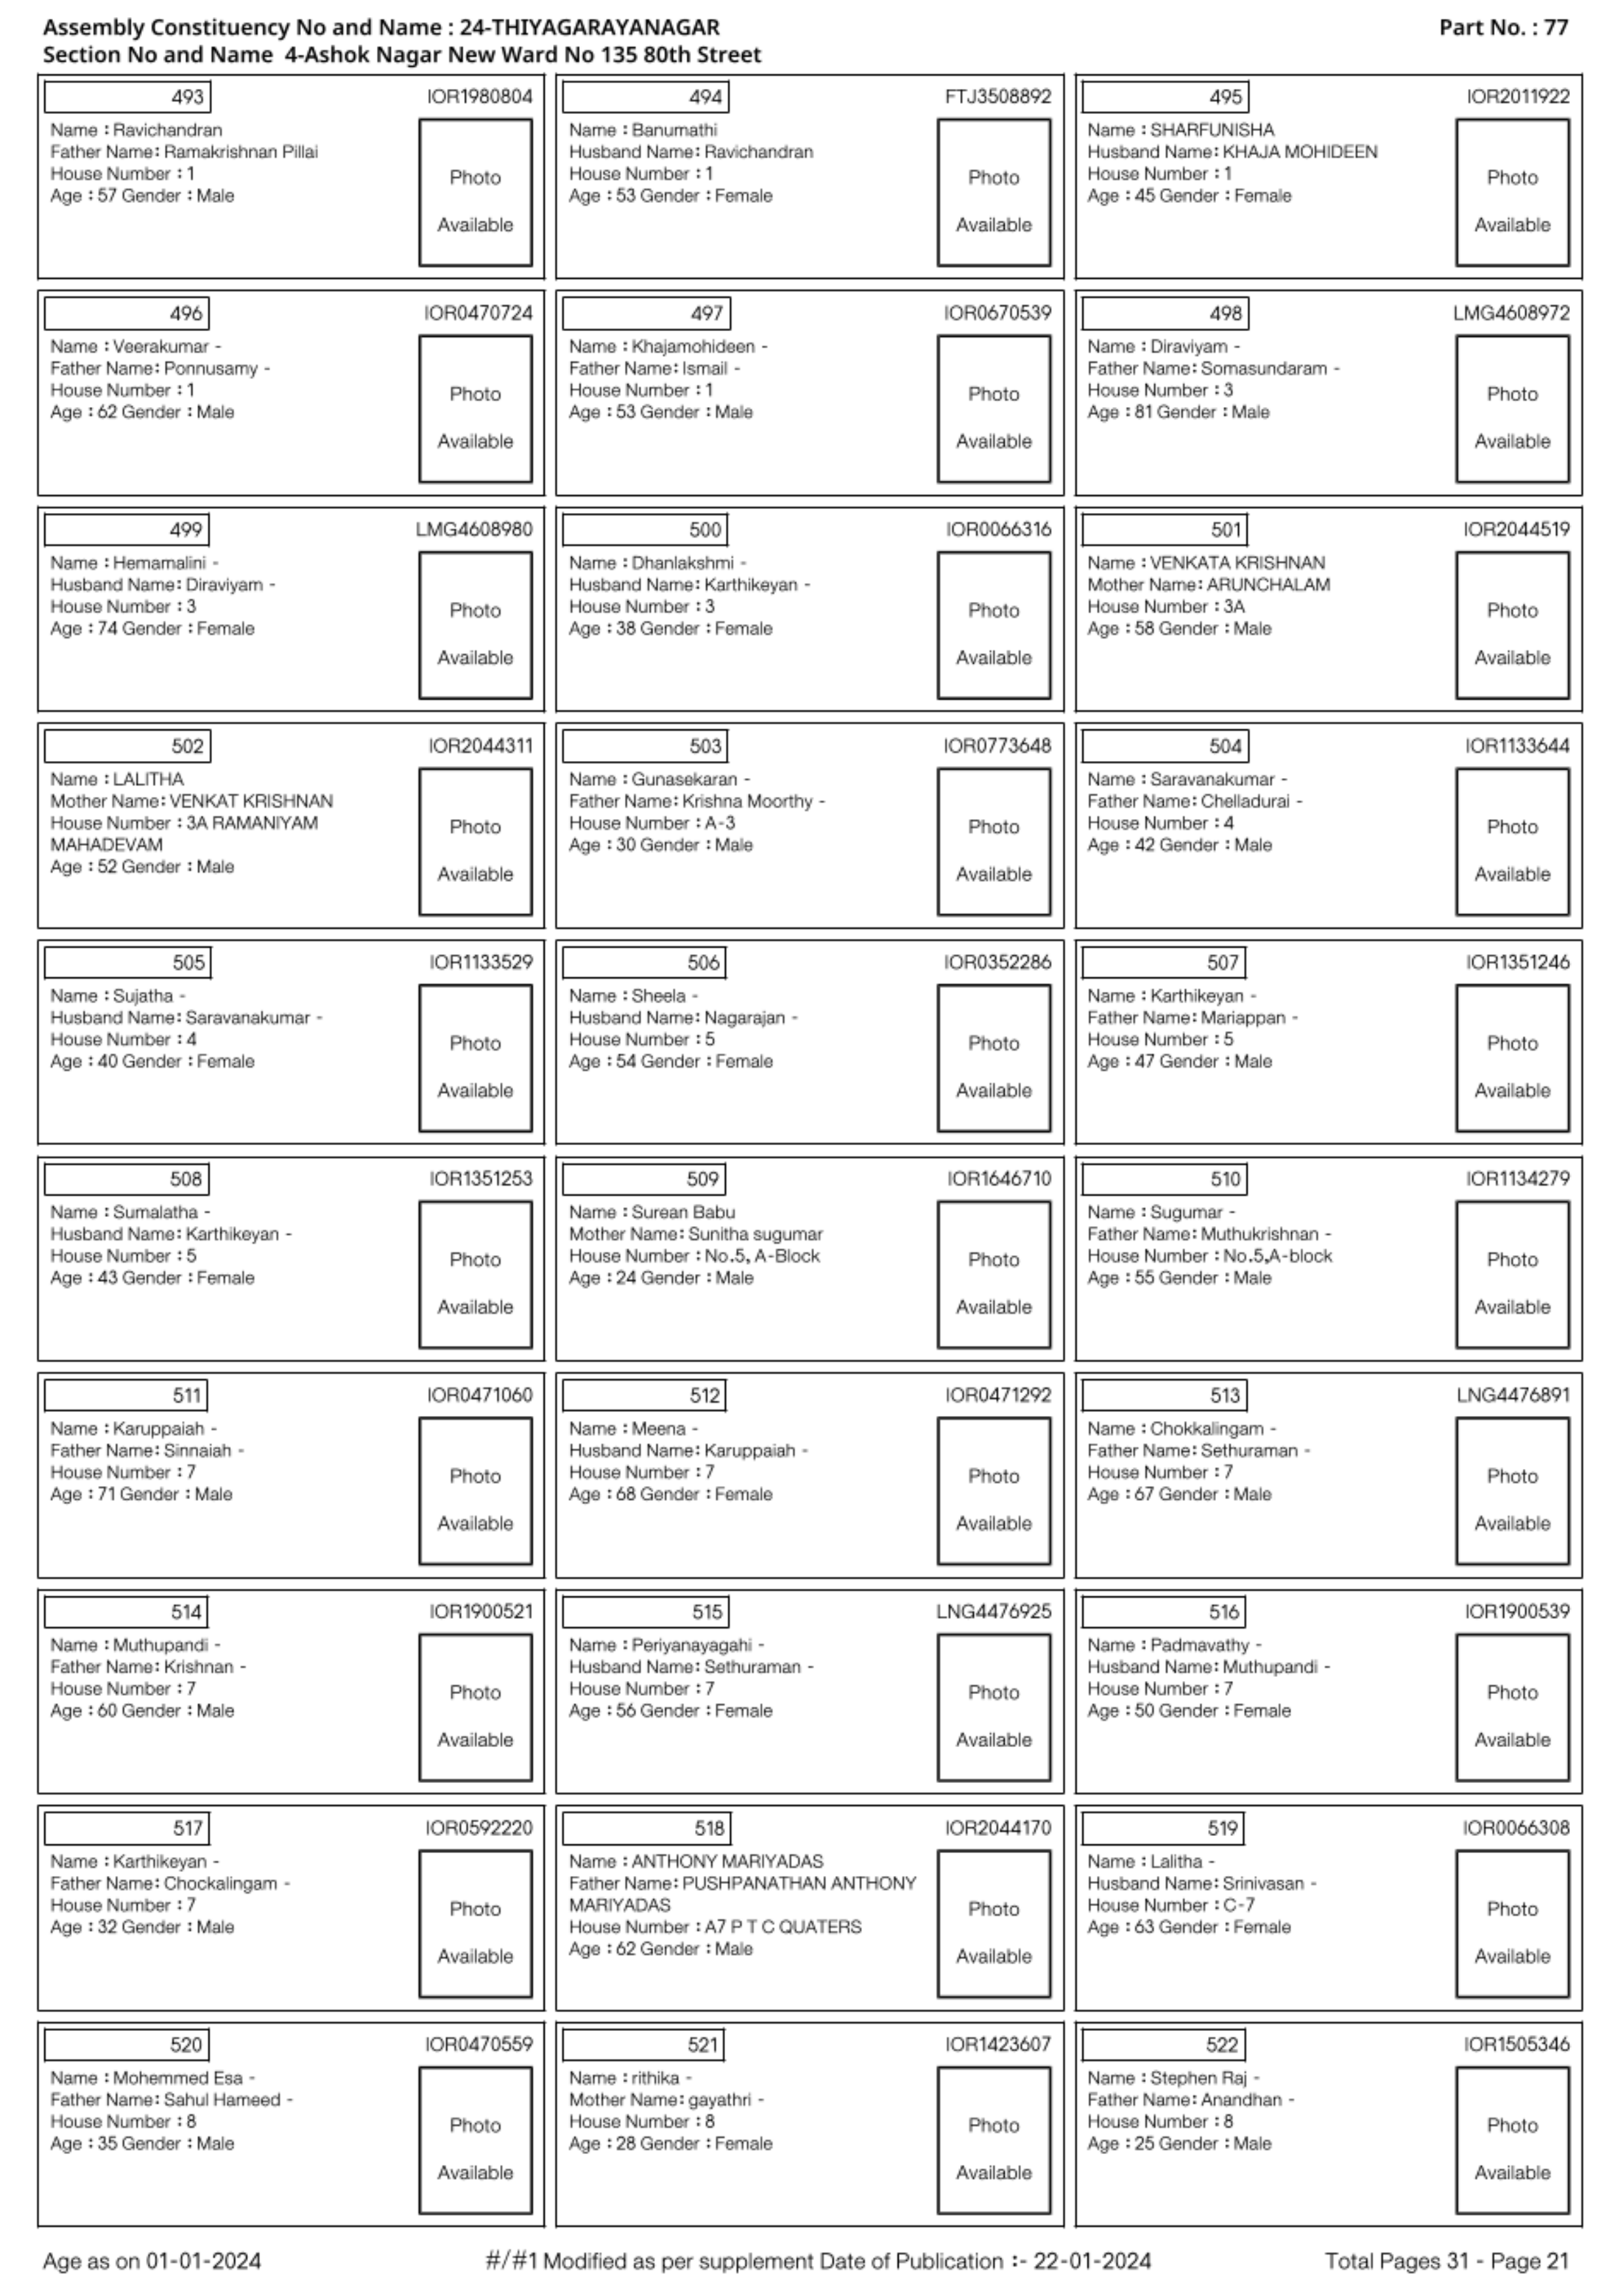 Assembly Constituency No and Name : 24-THIYAGARAYANAGAR
Part No. : 77
Section No and Name 4-Ashok Nagar New Ward No 135 80th Street
493
IOR1980804
Name : Ravichandran
Father Name: Ramakrishnan Pillai
House Number : 1
Age : 57 Gender : Male
Photo
Available
494
FTJ3508892
Name : Banumathi
Husband Name: Ravichandran
House Number : 1
Age : 53 Gender : Female
Photo
Available
495
IOR2011922
Name : SHARFUNISHA
Husband Name: KHAJA MOHIDEEN
House Number : 1
Age : 45 Gender : Female
Photo
Available
496
IOR0470724
Name : Veerakumar -
Father Name: Ponnusamy -
House Number : 1
Age : 62 Gender : Male
Photo
Available
497
IOR0670539
Name : Khajamohideen -
Father Name: Ismail -
House Number : 1
Age : 53 Gender : Male
Photo
Available
498
LMG4608972
Name : Diraviyam -
Father Name: Somasundaram -
House Number : 3
Age : 81 Gender : Male
Photo
Available
499
LMG4608980
Name : Hemamalini -
Husband Name: Diraviyam -
House Number : 3
Age : 74 Gender : Female
Photo
Available
500
IOR0066316
Name : Dhanlakshmi -
Husband Name: Karthikeyan -
House Number : 3
Age : 38 Gender : Female
Photo
Available
501
IOR2044519
Name : VENKATA KRISHNAN
Mother Name: ARUNCHALAM
House Number : 3A
Age : 58 Gender : Male
Photo
Available
502
IOR2044311
Name : LALITHA
Mother Name: VENKAT KRISHNAN
House Number : 3A RAMANIYAM
MAHADEVAM
Age : 52 Gender : Male
Photo
Available
503
IOR0773648
Name : Gunasekaran -
Father Name: Krishna Moorthy -
House Number : A-3
Age : 30 Gender : Male
Photo
Available
504
IOR1133644
Name : Saravanakumar -
Father Name: Chelladurai -
House Number : 4
Age : 42 Gender : Male
Photo
Available
505
IOR1133529
Name : Sujatha -
Husband Name: Saravanakumar -
House Number : 4
Age : 40 Gender : Female
Photo
Available
506
IOR0352286
Name : Sheela -
Husband Name: Nagarajan -
House Number : 5
Age : 54 Gender : Female
Photo
Available
507
IOR1351246
Name : Karthikeyan -
Father Name: Mariappan -
House Number : 5
Age : 47 Gender : Male
Photo
Available
508
IOR1351253
Name : Sumalatha -
Husband Name: Karthikeyan -
House Number : 5
Age : 43 Gender : Female
Photo
Available
509
IOR1646710
Name : Surean Babu
Mother Name: Sunitha sugumar
House Number : No.5, A-Block
Age : 24 Gender : Male
Photo
Available
510
IOR1134279
Name : Sugumar -
Father Name: Muthukrishnan -
House Number : No.5,A-block
Age : 55 Gender : Male
Photo
Available
511
IOR0471060
Name : Karuppaiah -
Father Name: Sinnaiah -
House Number : 7
Age : 71 Gender : Male
Photo
Available
512
IOR0471292
Name : Meena -
Husband Name: Karuppaiah -
House Number : 7
Age : 68 Gender : Female
Photo
Available
513
LNG4476891
Name : Chokkalingam -
Father Name: Sethuraman -
House Number : 7
Age : 67 Gender : Male
Photo
Available
514
IOR1900521
Name : Muthupandi -
Father Name: Krishnan -
House Number : 7
Age : 60 Gender : Male
Photo
Available
515
LNG4476925
Name : Periyanayagahi -
Husband Name: Sethuraman -
House Number : 7
Age : 56 Gender : Female
Photo
Available
516
IOR1900539
Name : Padmavathy -
Husband Name: Muthupandi -
House Number : 7
Age : 50 Gender : Female
Photo
Available
517
IOR0592220
Name : Karthikeyan -
Father Name: Chockalingam -
House Number : 7
Age : 32 Gender : Male
Photo
Available
518
IOR2044170
Name : ANTHONY MARIYADAS
Father Name: PUSHPANATHAN ANTHONY
MARIYADAS
House Number : A7 P T C QUATERS
Age : 62 Gender : Male
Photo
Available
519
IOR0066308
Name : Lalitha -
Husband Name: Srinivasan -
House Number : C-7
Age : 63 Gender : Female
Photo
Available
520
IOR0470559
Name : Mohemmed Esa -
Father Name: Sahul Hameed -
House Number : 8
Age : 35 Gender : Male
Photo
Available
521
IOR1423607
Name : rithika -
Mother Name: gayathri -
House Number : 8
Age : 28 Gender : Female
Photo
Available
522
IOR1505346
Name : Stephen Raj -
Father Name: Anandhan -
House Number : 8
Age : 25 Gender : Male
Photo
Available
Age as on 01-01-2024
#/#1 Modified as per supplement Date of Publication :- 22-01-2024
Total Pages 31 - Page 21